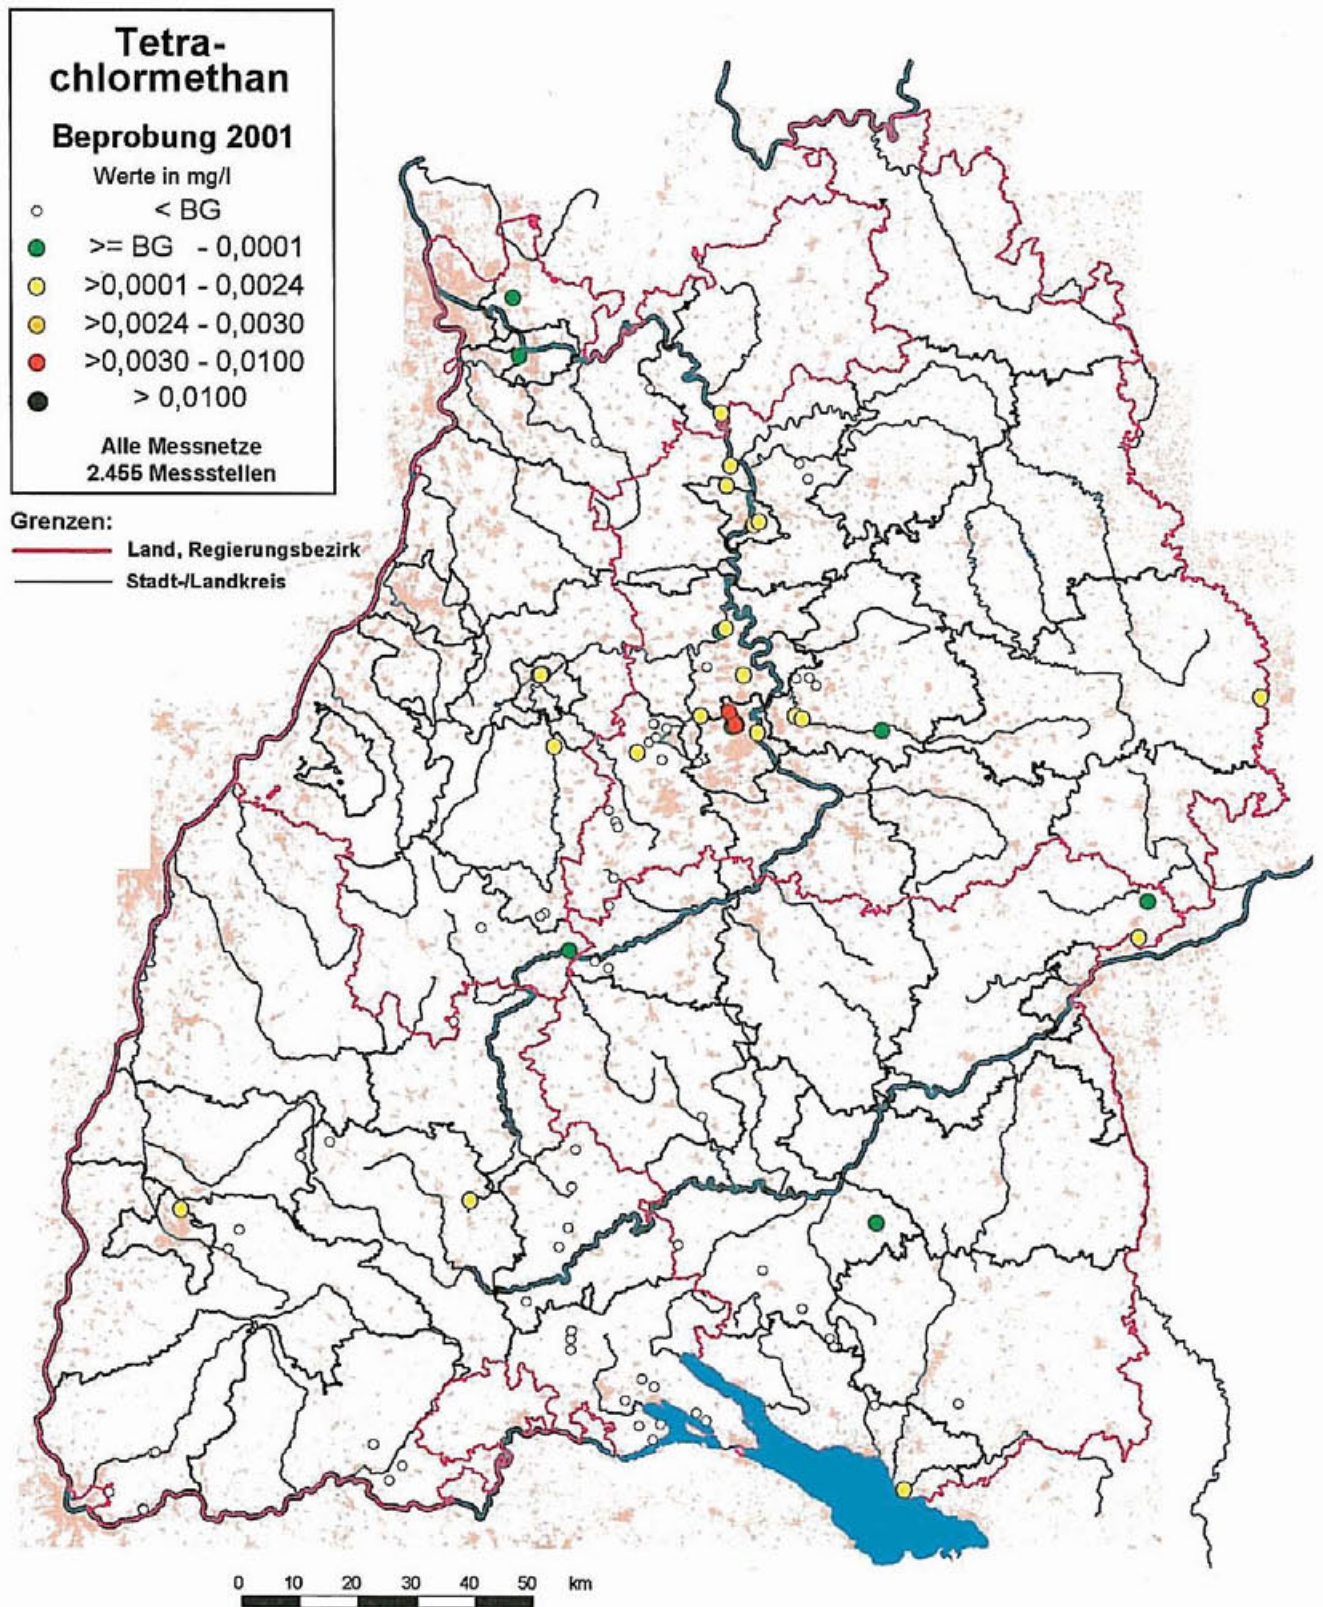 Tetra-
chlormethan
Beprobung 2001
Werte in mg/l
< BG
>= BG - 0,0001
>0,0001 - 0,0024
>0,0024 - 0,0030
>0,0030 - 0,0100
> 0,0100
Alle Messnetze
2.455 Messstellen
Grenzen:
Land, Regierungsbezirk
Stadt-/Landkreis
0 10 20 30 40 50 km